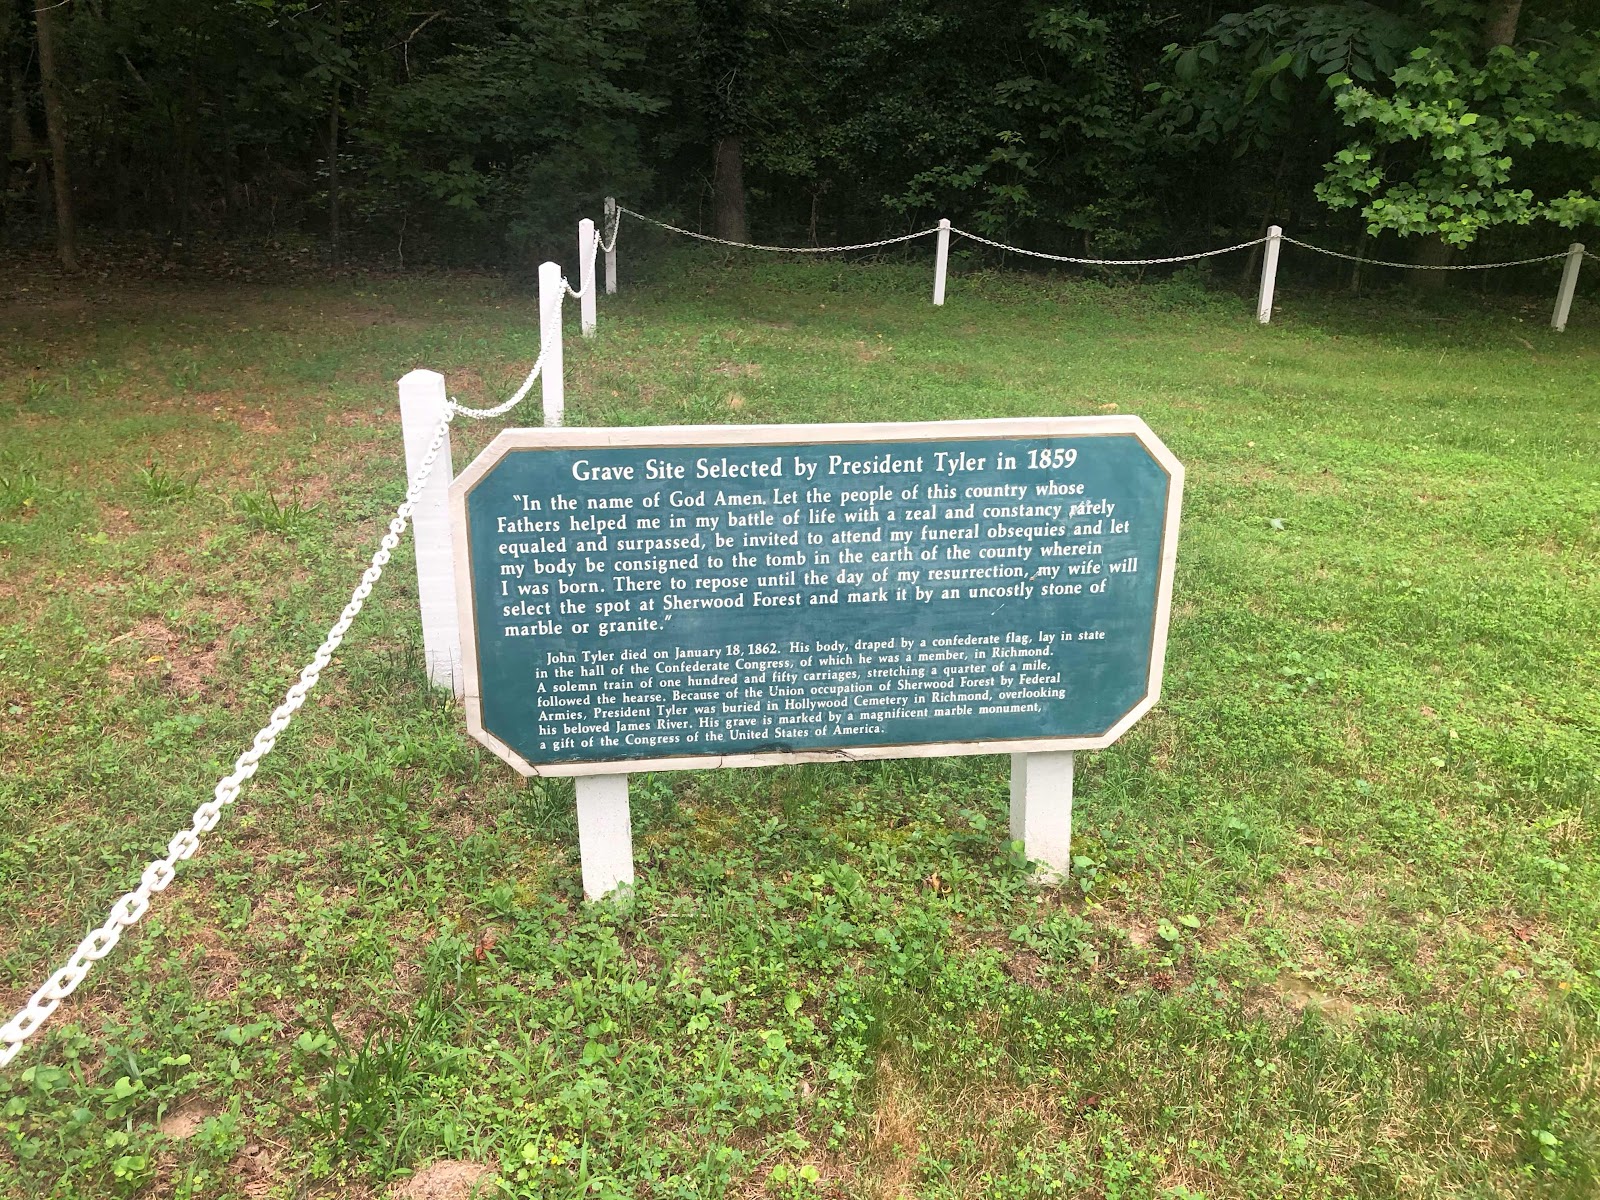 Grave Site Selected by President Tyler in 1859
"In the name of God Amen. Let the people of this country whose
Fathers helped me in my battle of life with a zeal and constancy rarely
equaled and surpassed, be invited to attend my funeral obsequies and let
my body be consigned to the tomb in the earth of the county wherein
I was born. There to repose until the day of my resurrection, my wife will
select the spot at Sherwood Forest and mark it by an uncostly stone of
marble or granite."
John Tyler died on January 18, 1862. His body, draped by a confederate flag, lay in state
in the hall of the Confederate Congress, of which he was a member, in Richmond.
A solemn train of one hundred and fifty carriages, stretching a quarter of a mile,
followed the hearse. Because of the Union occupation of Sherwood Forest by Federal
Armies, President Tyler was buried in Hollywood Cemetery in Richmond, overlooking
his beloved James River. His grave is marked by a magnificent marble monument,
a gift of the Congress of the United States of America.